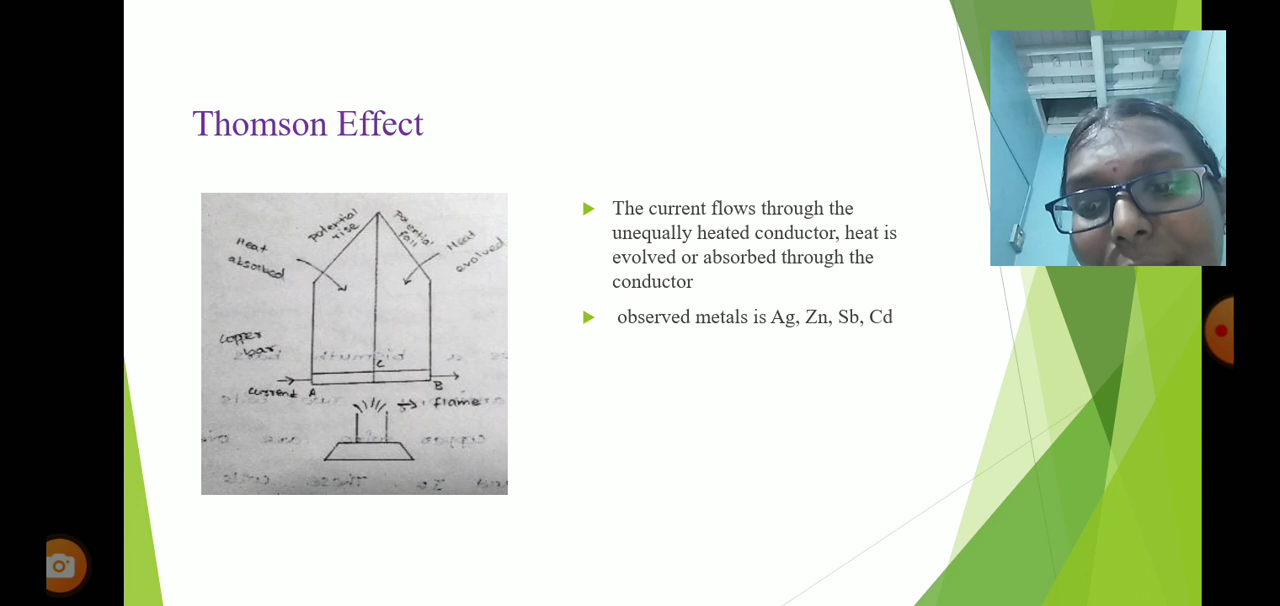 Thomson Effect
Potential
rise
Potential
fall
Heat
absorbed
Heat
evolved
copper
bar.
C
current A
B
flame
The current flows through the
unequally heated conductor, heat is
evolved or absorbed through the
conductor
observed metals is Ag, Zn, Sb, Cd